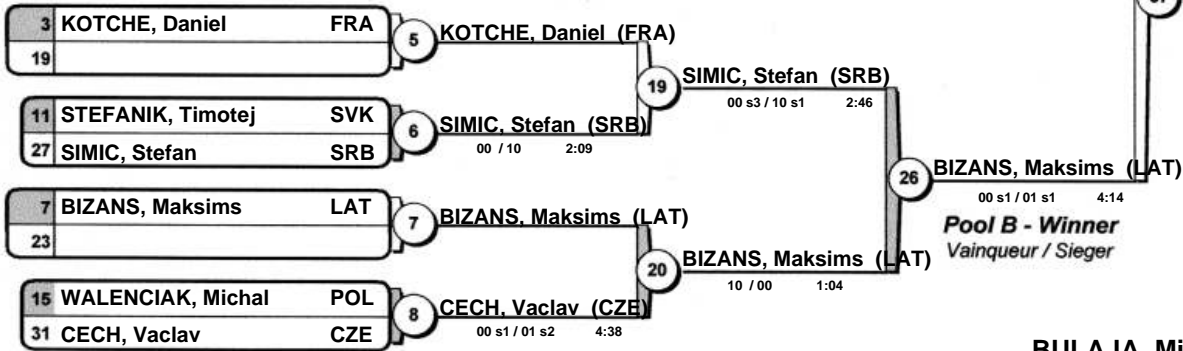 3 KOTCHE, Daniel FRA
19
5
KOTCHE, Daniel (FRA)
11 STEFANIK, Timotej SVK
27 SIMIC, Stefan SRB
6
SIMIC, Stefan (SRB)
00 / 10 2:09
19
SIMIC, Stefan (SRB)
00 s3 / 10 s1 2:46
7 BIZANS, Maksims LAT
23
7
BIZANS, Maksims (LAT)
15 WALENCIAK, Michal POL
31 CECH, Vaclav CZE
8
CECH, Vaclav (CZE)
00 s1 / 01 s2 4:38
20
BIZANS, Maksims (LAT)
10 / 00 1:04
26
BIZANS, Maksims (LAT)
00 s1 / 01 s1 4:14
Pool B - Winner
Vainqueur / Sieger